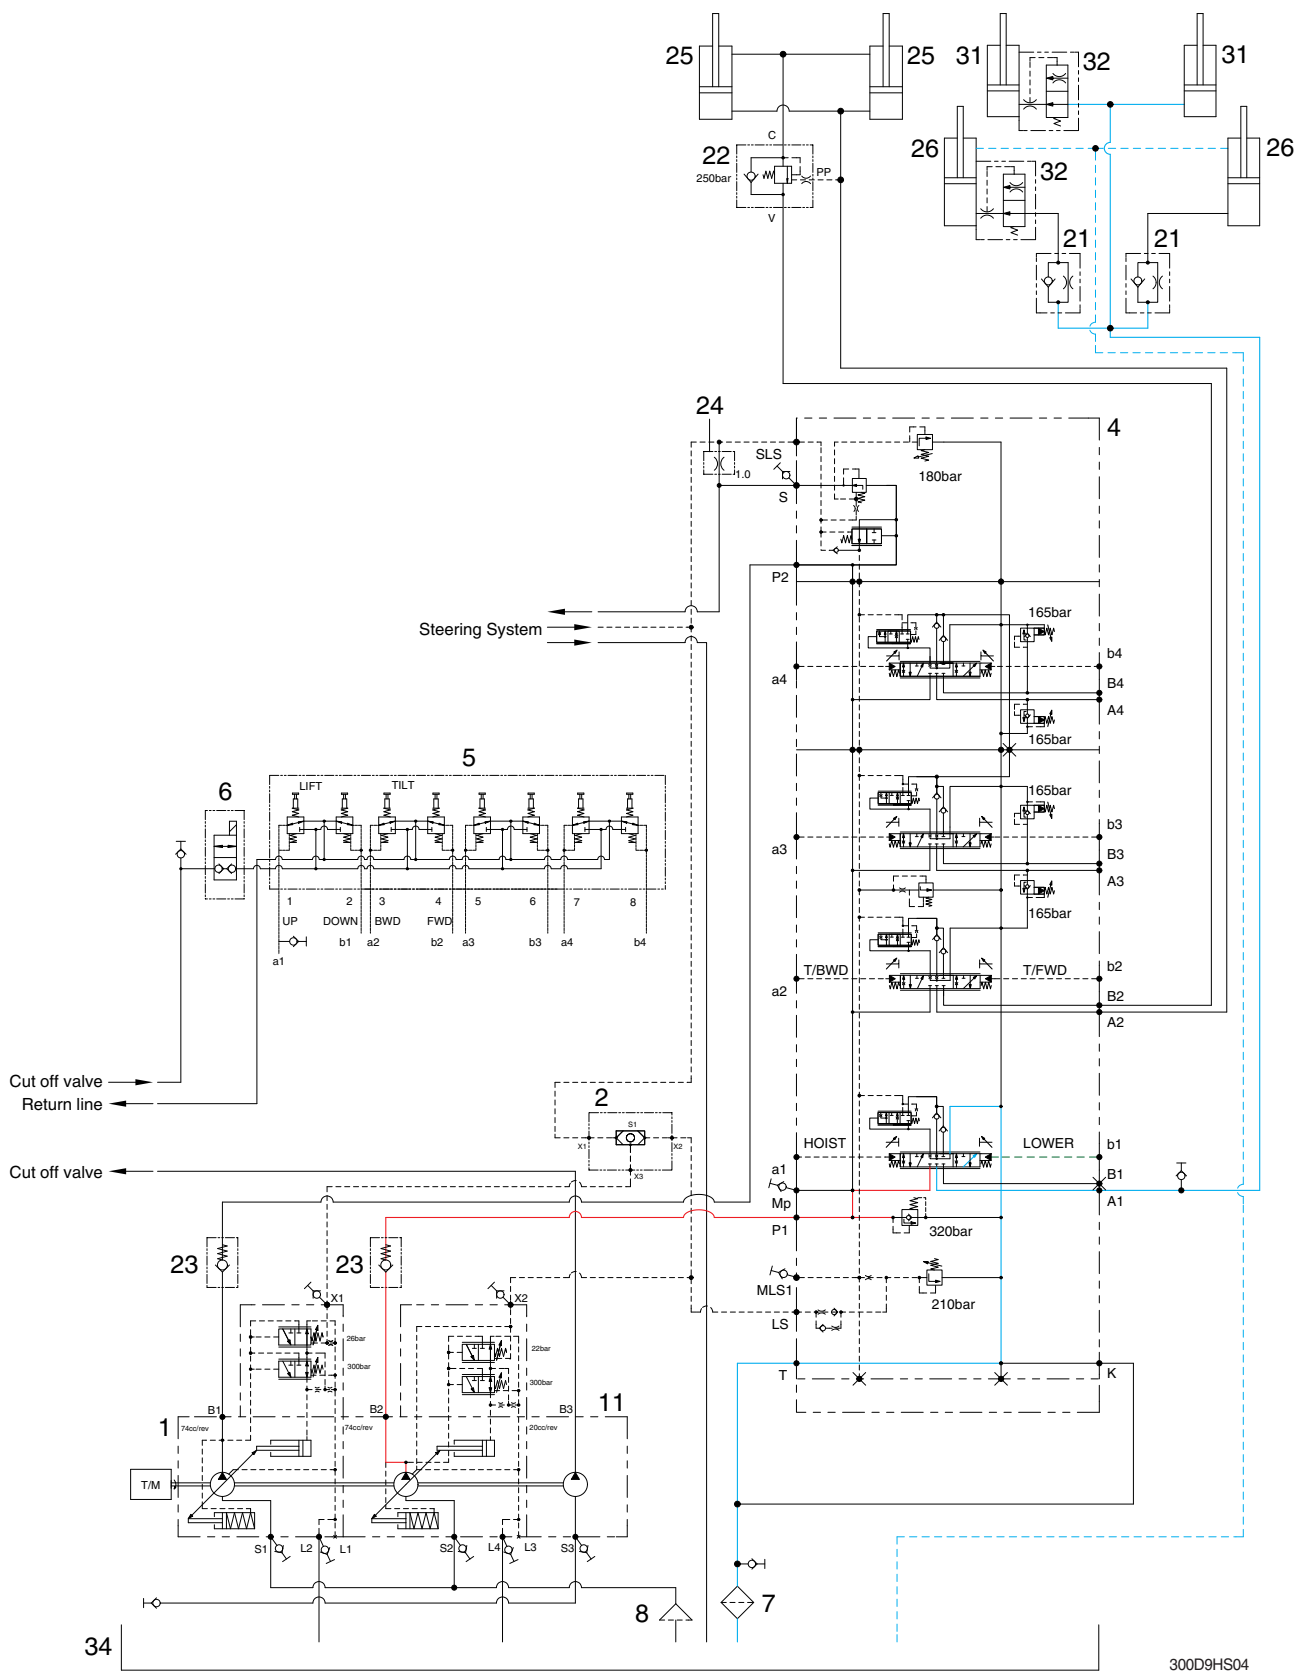 25
25
31
32
31
C
22
PP
250bar
V
26
32
26
21
21
24
4
SLS
1.0
S
180bar
P2
Steering System
165bar
b4
a4
B4
A4
165bar
5
6
LIFT
TILT
165bar
b3
a3
B3
A3
165bar
1
2
3
4
5
6
7
8
UP
DOWN
BWD
FWD
a1
b1
a2
b2
a3
b3
a4
b4
T/BWD
T/FWD
b2
a2
B2
A2
Cut off valve
Return line
2
S1
X1
X2
X3
HOIST
LOWER
b1
a1
B1
Cut off valve
Mp
A1
P1
320bar
23
23
MLS1
210bar
X1
X2
LS
26bar
22bar
300bar
300bar
T
K
B1
B2
B3
11
1
74cc/rev
74cc/rev
20cc/rev
T/M
S1
L2
L1
S2
L4
L3
S3
8
7
34
300D9HS04